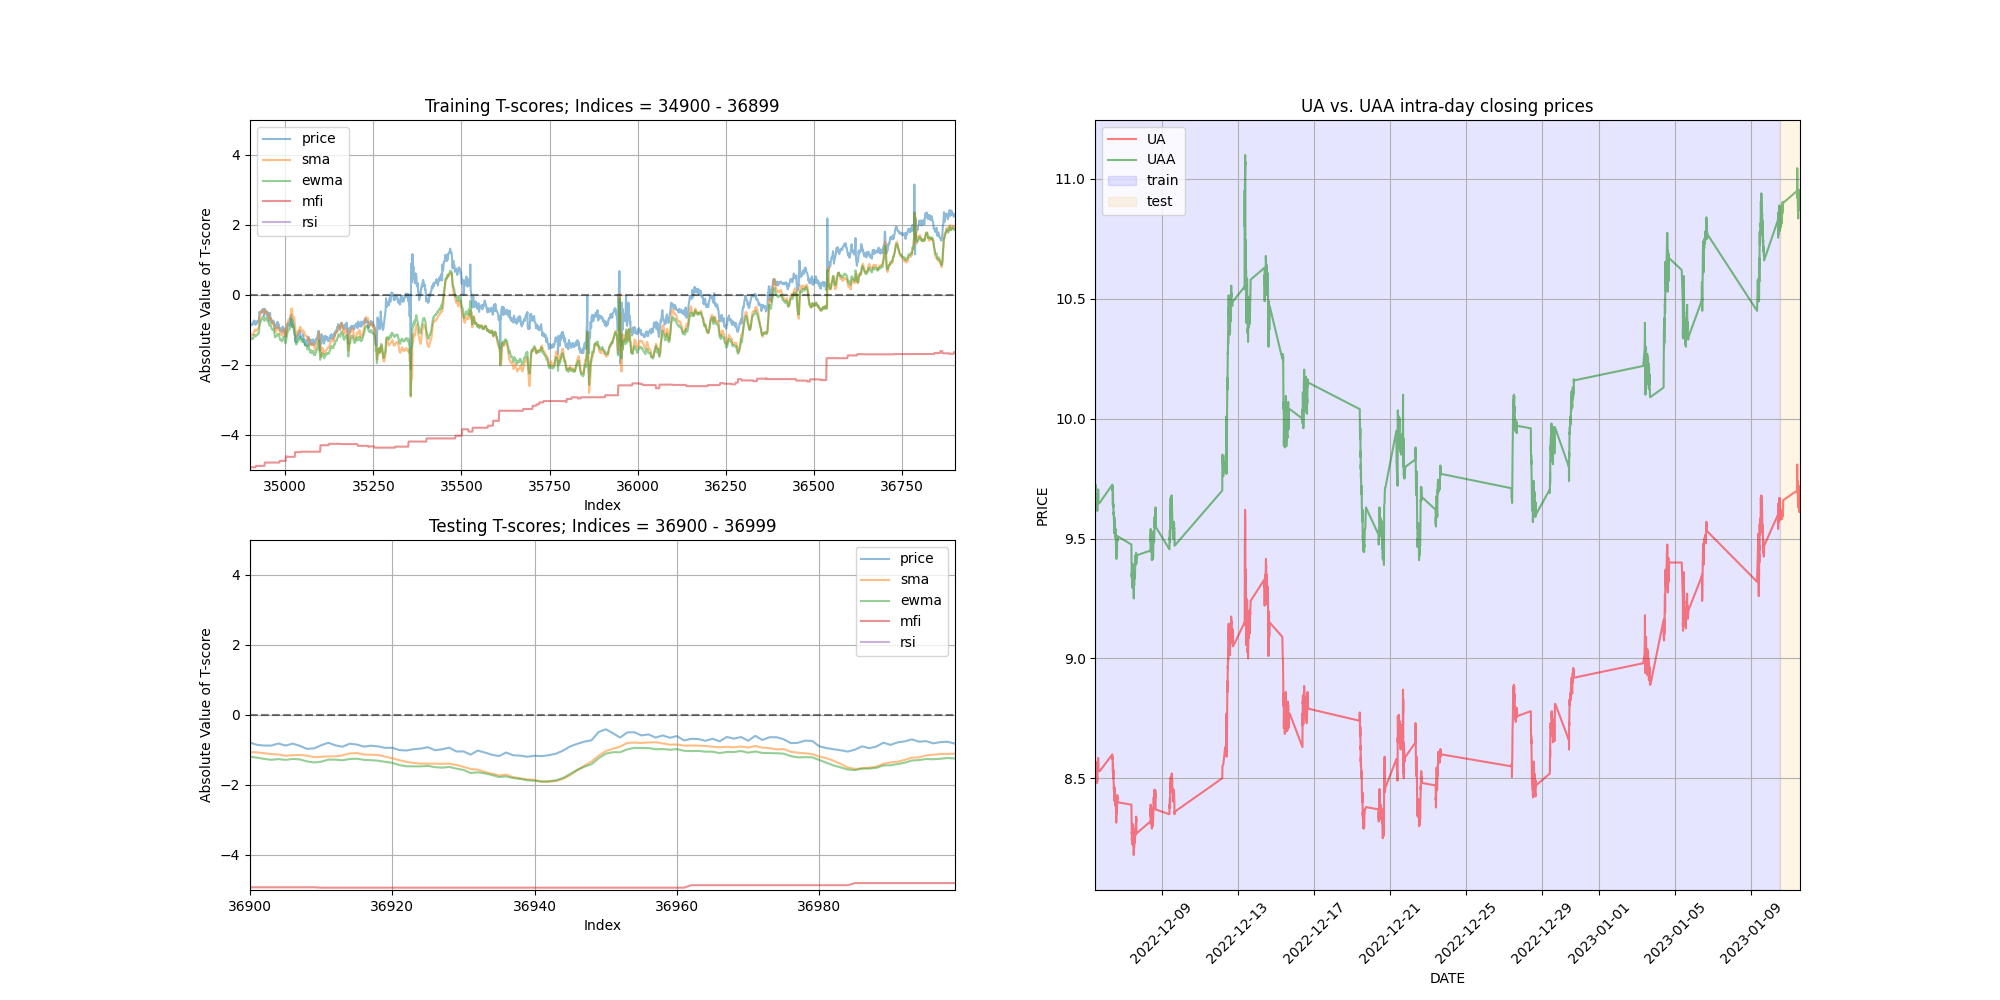 Training T-scores; Indices = 34900 - 36899
Absolute Value of T-score
4
2
0
−2
−4
price
sma
ewma
mfi
rsi
35000 35250 35500 35750 36000 36250 36500 36750
Index
Testing T-scores; Indices = 36900 - 36999
Absolute Value of T-score
4
2
0
−2
−4
price
sma
ewma
mfi
rsi
36900 36920 36940 36960 36980
Index
UA vs. UAA intra-day closing prices
PRICE
11.0
10.5
10.0
9.5
9.0
8.5
UA
UAA
train
test
2022-12-09 2022-12-13 2022-12-17 2022-12-21 2022-12-25 2022-12-29 2023-01-01 2023-01-05 2023-01-09
DATE